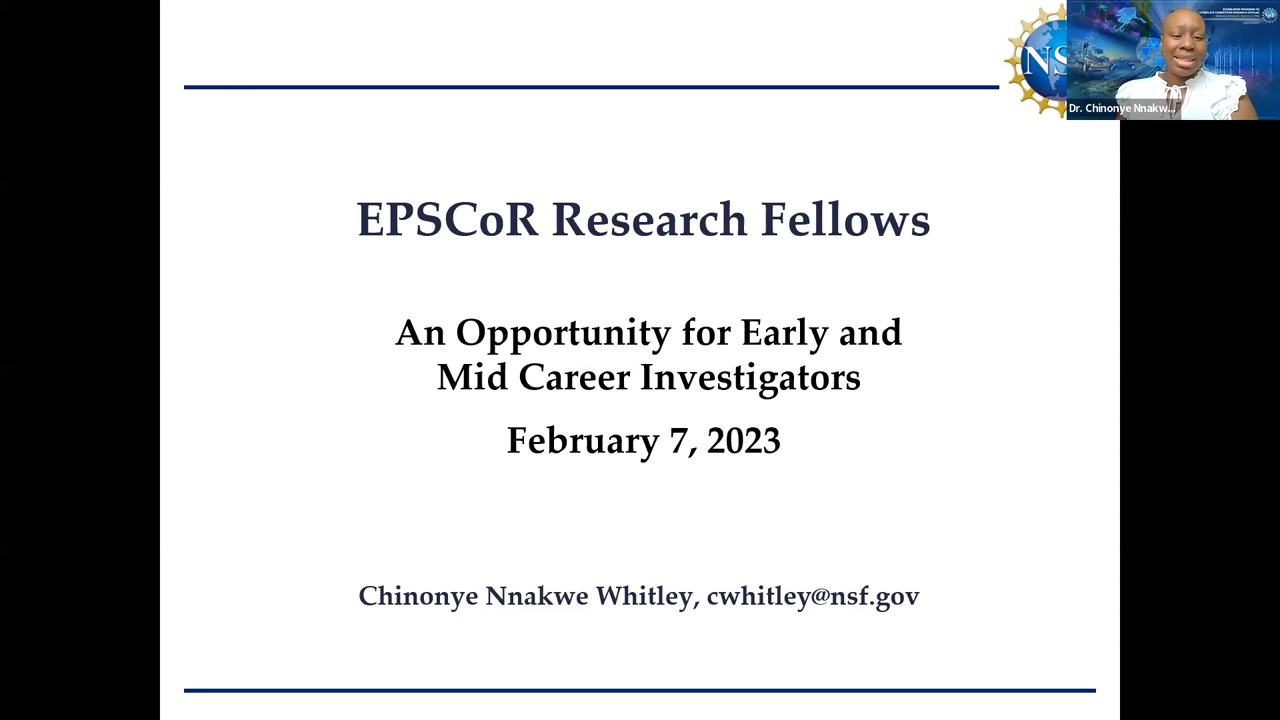 NS
Dr. Chinonye Nnakw...
EPSCoR Research Fellows
An Opportunity for Early and
Mid Career Investigators
February 7, 2023
Chinonye Nnakwe Whitley, cwhitley@nsf.gov